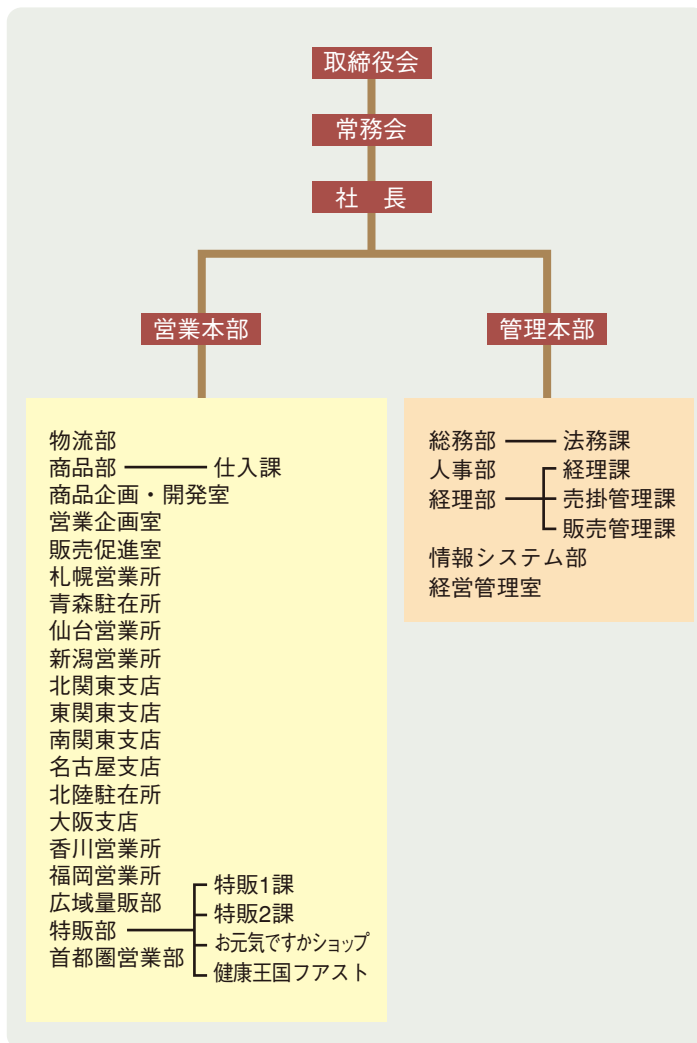 取締役会
常務会
社　長
営業本部
管理本部
物流部
商品部
仕入課
商品企画・開発室
営業企画室
販売促進室
札幌営業所
青森駐在所
仙台営業所
新潟営業所
北関東支店
東関東支店
南関東支店
名古屋支店
北陸駐在所
大阪支店
香川営業所
福岡営業所
広域量販部
特販部
首都圏営業部
特販1課
特販2課
お元気ですかショップ
健康王国フアスト
総務部
法務課
人事部
経理部
経理課
売掛管理課
販売管理課
情報システム部
経営管理室